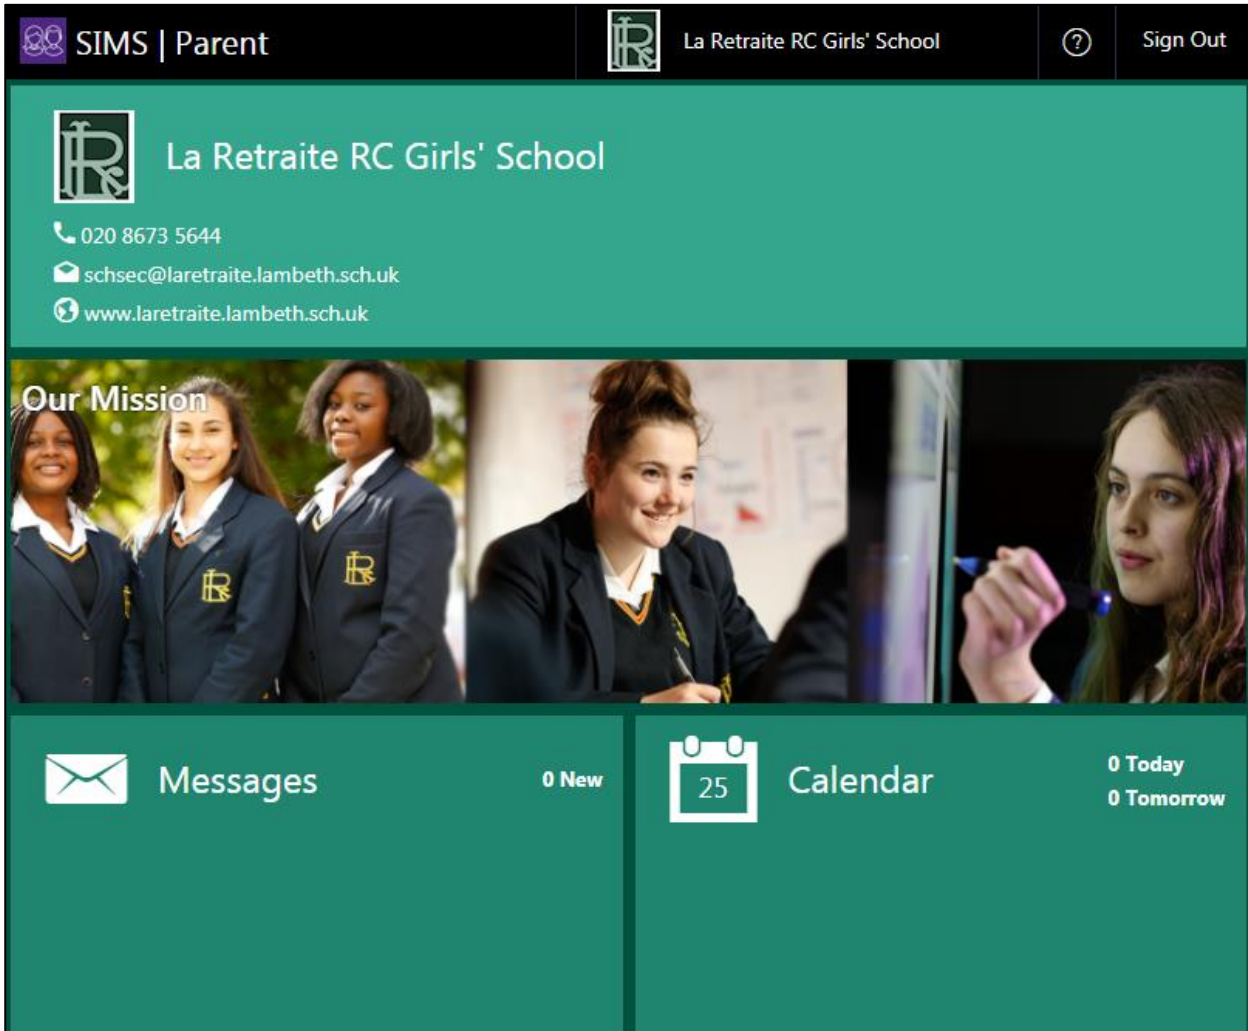 SIMS | Parent
La Retraite RC Girls' School
?
Sign Out
La Retraite RC Girls' School
020 8673 5644
schsec@laretraite.lambeth.sch.uk
www.laretraite.lambeth.sch.uk
Our Mission
Messages
0 New
25
Calendar
0 Today
0 Tomorrow